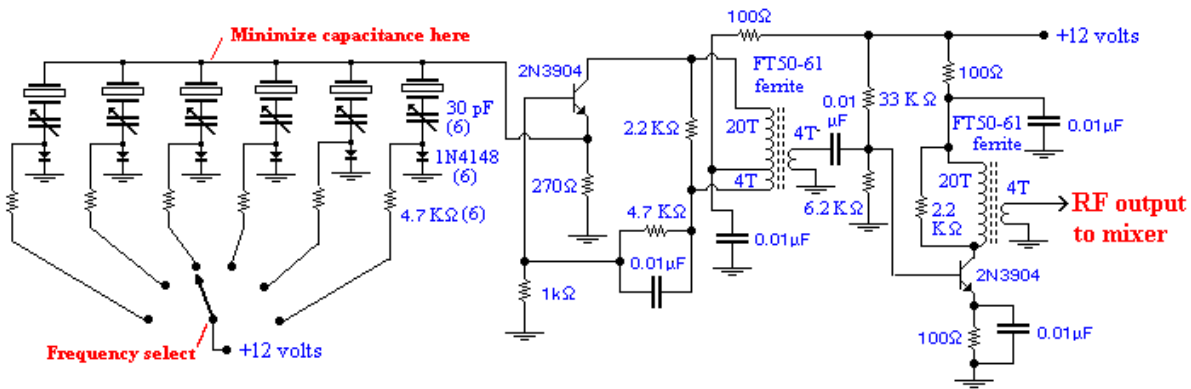 Minimize capacitance here
30 pF
(6)
1N4148
(6)
4.7 KΩ (6)
Frequency select
+12 volts
2N3904
270Ω
1kΩ
2.2 KΩ
4.7 KΩ
0.01µF
100Ω
FT50-61
ferrite
20T
4T
4T
0.01µF
0.01
µF
33 KΩ
6.2 KΩ
+12 volts
100Ω
0.01µF
FT50-61
ferrite
20T
4T
2.2
KΩ
RF output
to mixer
2N3904
100Ω
0.01µF